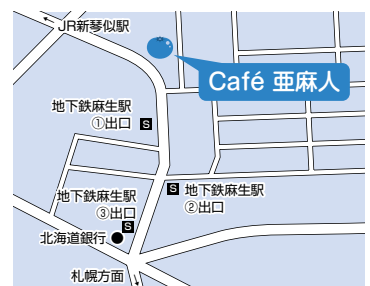 JR新琴似駅
Café 亜麻人
地下鉄麻生駅
①出口
S
地下鉄麻生駅
③出口
S
S
地下鉄麻生駅
②出口
北海道銀行
札幌方面